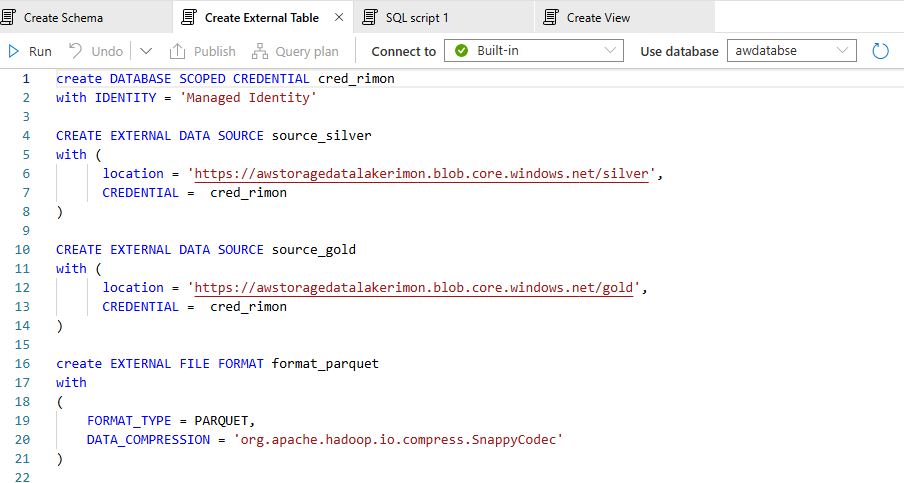 Create Schema
Create External Table
SQL script 1
Create View
Run Undo Publish Query plan Connect to Built-in Use database awdatabse
1 create DATABASE SCOPED CREDENTIAL cred_rimon
2 with IDENTITY = 'Managed Identity'
3
4 CREATE EXTERNAL DATA SOURCE source_silver
5 with (
6 location = 'https://awstoragedatalakerimon.blob.core.windows.net/silver',
7 CREDENTIAL =  cred_rimon
8 )
9
10 CREATE EXTERNAL DATA SOURCE source_gold
11 with (
12 location = 'https://awstoragedatalakerimon.blob.core.windows.net/gold',
13 CREDENTIAL =  cred_rimon
14 )
15
16 create EXTERNAL FILE FORMAT format_parquet
17 with
18 (
19 FORMAT_TYPE = PARQUET,
20 DATA_COMPRESSION = 'org.apache.hadoop.io.compress.SnappyCodec'
21 )
22